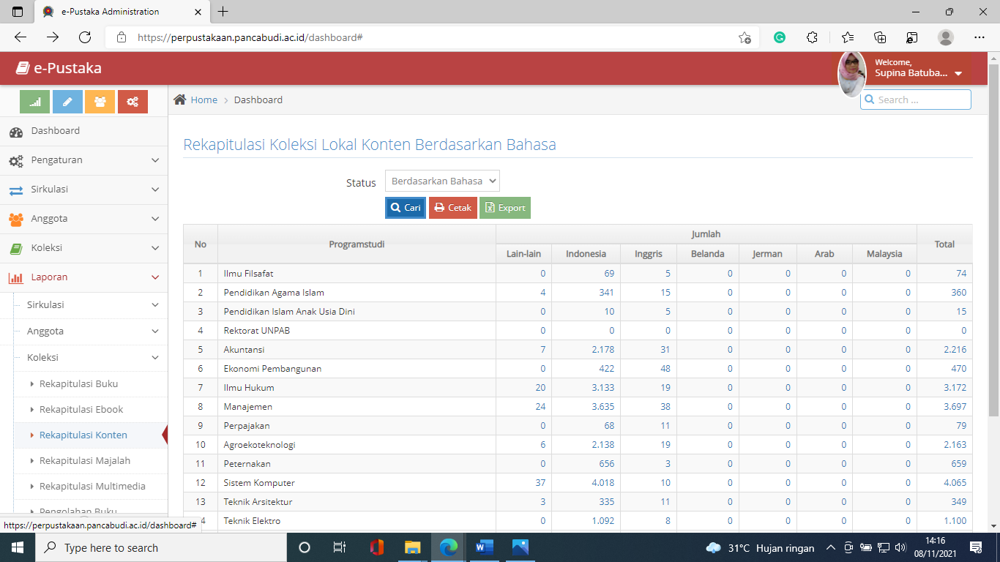 e-Pustaka Administration
https://perpustakaan.pancabudi.ac.id/dashboard#
e-Pustaka
Welcome,
Supina Batuba...
Home > Dashboard
Search ...
Dashboard
Pengaturan
Sirkulasi
Anggota
Koleksi
Laporan
Sirkulasi
Anggota
Koleksi
Rekapitulasi Buku
Rekapitulasi Ebook
Rekapitulasi Konten
Rekapitulasi Majalah
Rekapitulasi Multimedia
Pengolahan Buku
Rekapitulasi Koleksi Lokal Konten Berdasarkan Bahasa
Status Berdasarkan Bahasa
Cari Cetak Export
No Programstudi Jumlah Total
Lain-lain Indonesia Inggris Belanda Jerman Arab Malaysia
1 Ilmu Filsafat 0 69 5 0 0 0 0 74
2 Pendidikan Agama Islam 4 341 15 0 0 0 0 360
3 Pendidikan Islam Anak Usia Dini 0 10 5 0 0 0 0 15
4 Rektorat UNPAB 0 0 0 0 0 0 0 0
5 Akuntansi 7 2.178 31 0 0 0 0 2.216
6 Ekonomi Pembangunan 0 422 48 0 0 0 0 470
7 Ilmu Hukum 20 3.133 19 0 0 0 0 3.172
8 Manajemen 24 3.635 38 0 0 0 0 3.697
9 Perpajakan 0 68 11 0 0 0 0 79
10 Agroekoteknologi 6 2.138 19 0 0 0 0 2.163
11 Peternakan 0 656 3 0 0 0 0 659
12 Sistem Komputer 37 4.018 10 0 0 0 0 4.065
13 Teknik Arsitektur 3 335 11 0 0 0 0 349
4 Teknik Elektro 0 1.092 8 0 0 0 0 1.100
https://perpustakaan.pancabudi.ac.id/dashboard#
Type here to search
31°C Hujan ringan
14:16
08/11/2021